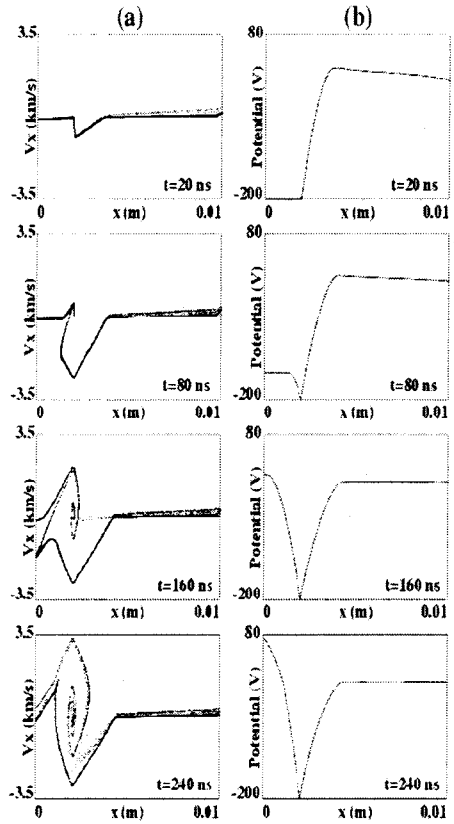 (a) (b)
3.5 80
Vx (km/s) Potential (V)
t=20 ns t=20 ns
-3.5 -200
0 x (m) 0.01 0 x (m) 0.01
3.5 80
Vx (km/s) Potential (V)
t=80 ns t=80 ns
-3.5 -200
0 x (m) 0.01 0 x (m) 0.01
3.5 80
Vx (km/s) Potential (V)
t=160 ns t=160 ns
-3.5 -200
0 x (m) 0.01 0 x (m) 0.01
3.5 80
Vx (km/s) Potential (V)
t=240 ns t=240 ns
-3.5 -200
0 x (m) 0.01 0 x (m) 0.01